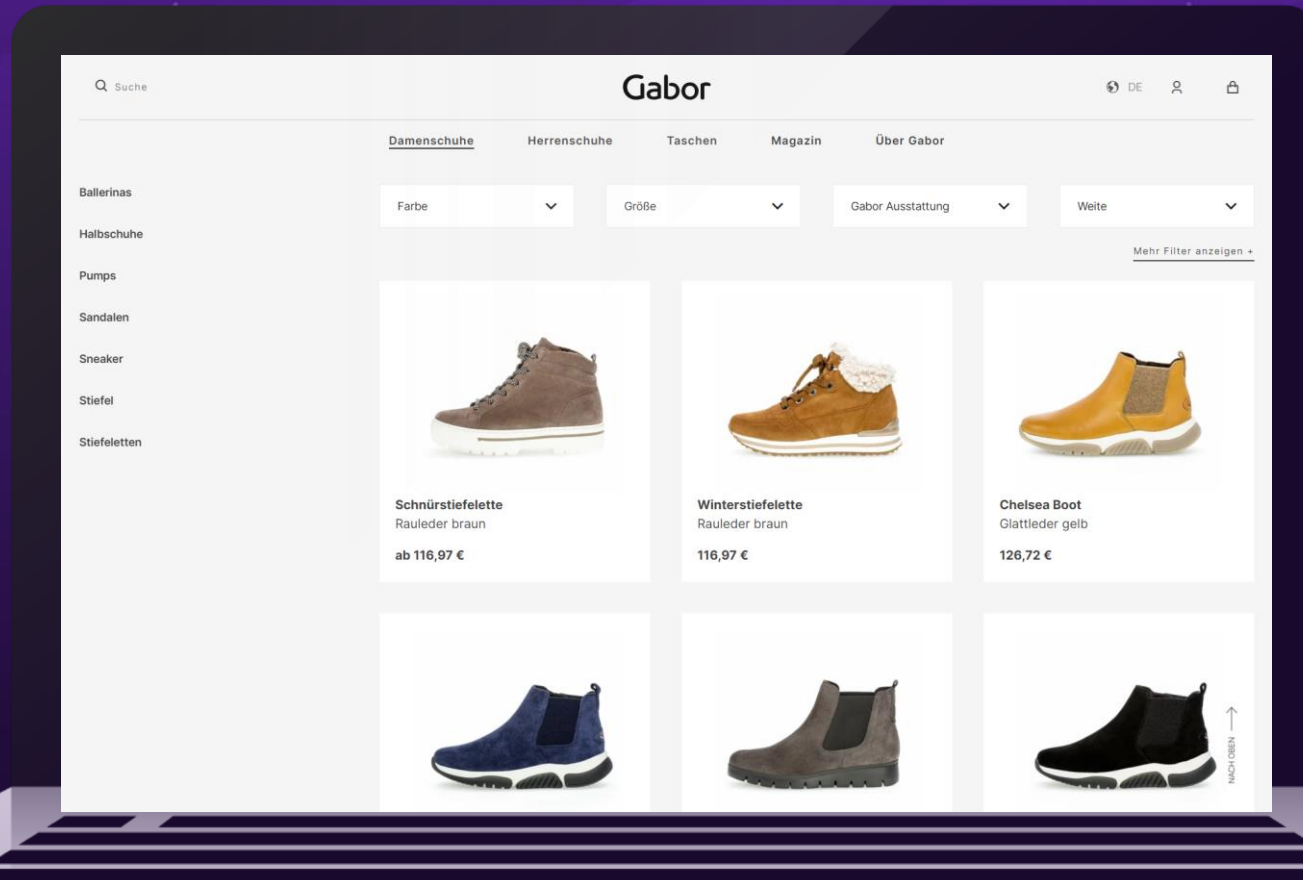 Suche
Gabor
DE
Damenschuhe Herrenschuhe Taschen Magazin Über Gabor
Ballerinas
Halbschuhe
Pumps
Sandalen
Sneaker
Stiefel
Stiefeletten
Farbe Größe Gabor Ausstattung Weite
Mehr Filter anzeigen +
Schnürstiefelette
Rauleder braun
ab 116,97 €
Winterstiefelette
Rauleder braun
116,97 €
Chelsea Boot
Glattleder gelb
126,72 €
NACH OBEN